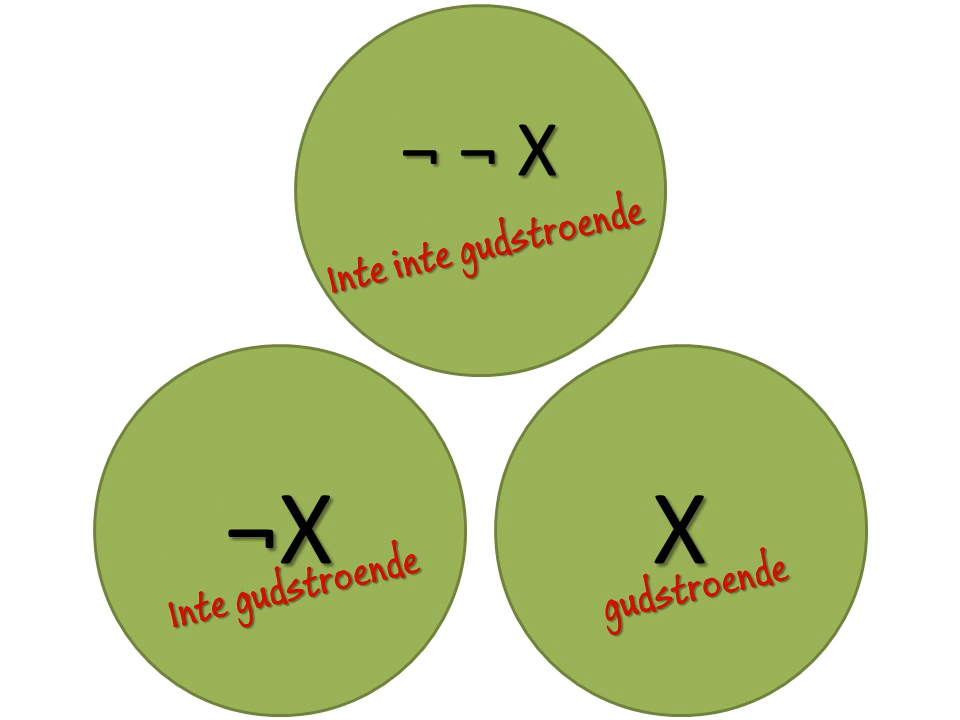 ¬ ¬ X
Inte inte gudstroende
¬X
Inte gudstroende
X
gudstroende